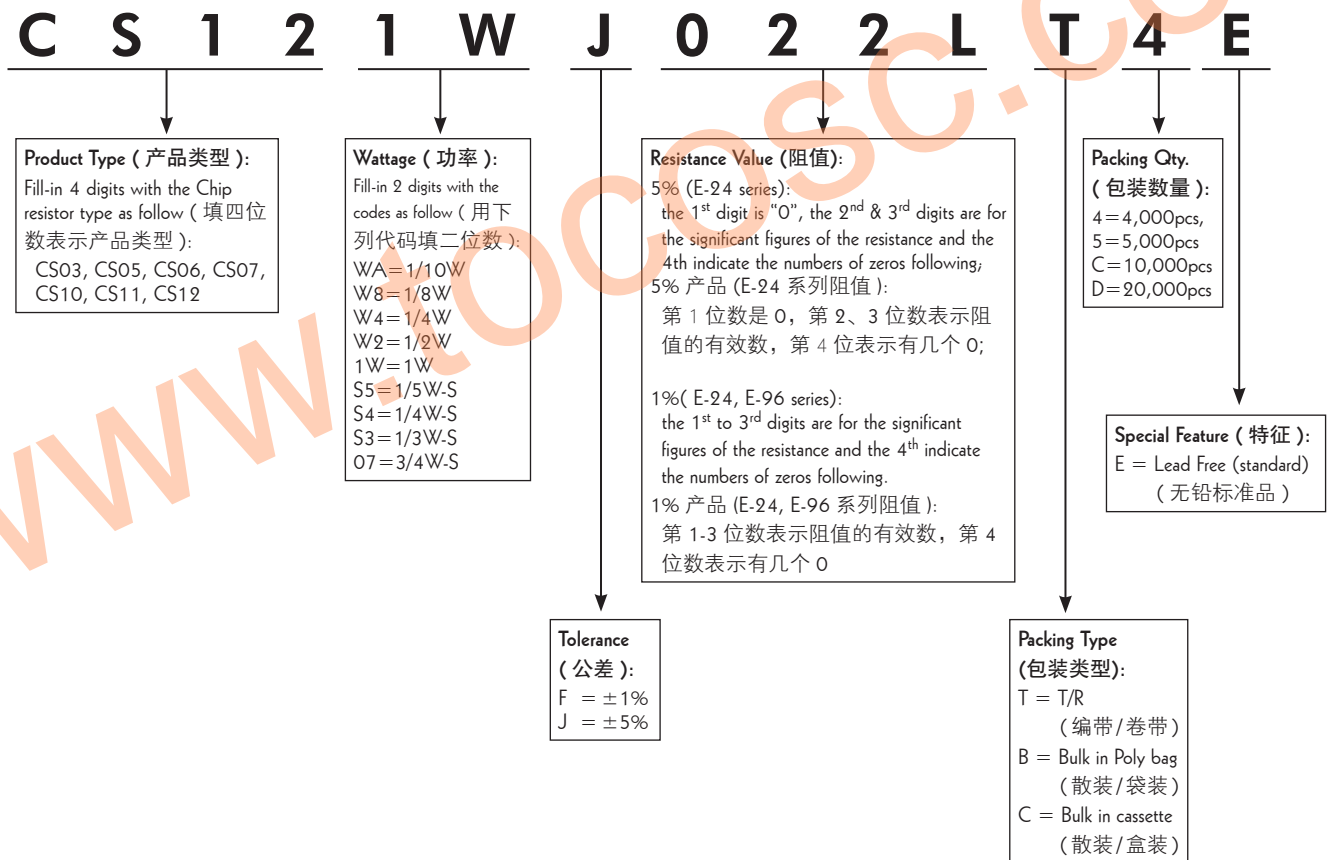 C S 1 2 1 W J 0 2 2 L T 4 E
Product Type ( 产品类型 ):
Fill-in 4 digits with the Chip
resistor type as follow ( 填四位
数表示产品类型 ):
CS03, CS05, CS06, CS07,
CS10, CS11, CS12
Wattage ( 功率 ):
Fill-in 2 digits with the
codes as follow ( 用下
列代码填二位数 ):
WA=1/10W
W8=1/8W
W4=1/4W
W2=1/2W
1W=1W
S5=1/5W-S
S4=1/4W-S
S3=1/3W-S
07=3/4W-S
Resistance Value (阻值):
5% (E-24 series):
the 1st digit is "0", the 2nd & 3rd digits are for
the significant figures of the resistance and the
4th indicate the numbers of zeros following;
5% 产品 (E-24 系列阻值 ):
第 1 位数是 0，第 2、3 位数表示阻
值的有效数，第 4 位表示有几个 0;
1%( E-24, E-96 series):
the 1st to 3rd digits are for the significant
figures of the resistance and the 4th indicate
the numbers of zeros following.
1% 产品 (E-24, E-96 系列阻值 ):
第 1-3 位数表示阻值的有效数，第 4
位数表示有几个 0
Packing Qty.
( 包装数量 ):
4=4,000pcs,
5=5,000pcs
C=10,000pcs
D=20,000pcs
Special Feature ( 特征 ):
E = Lead Free (standard)
( 无铅标准品 )
Tolerance
( 公差 ):
F = ±1%
J = ±5%
Packing Type
(包装类型):
T = T/R
( 编带/卷带 )
B = Bulk in Poly bag
( 散装/袋装 )
C = Bulk in cassette
( 散装/盒装 )
www.tocosc.co